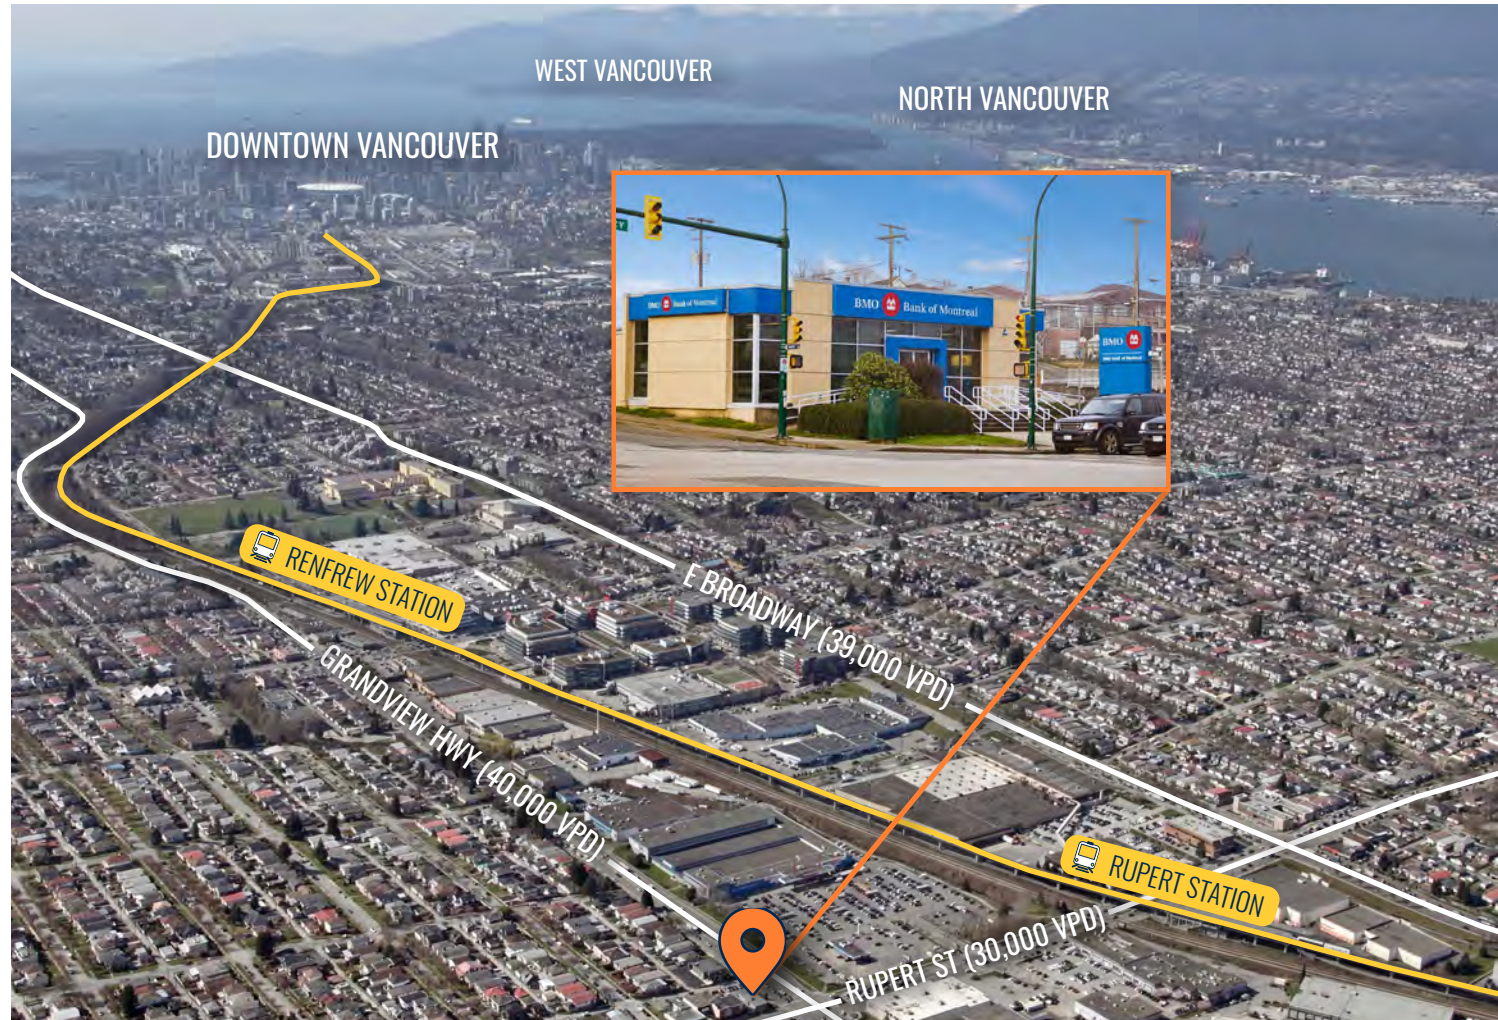 WEST VANCOUVER
NORTH VANCOUVER
DOWNTOWN VANCOUVER
BMO Bank of Montreal
BMO Bank of Montreal
BMO
RENFREW STATION
E BROADWAY (39,000 VPD)
GRANDVIEW HWY (40,000 VPD)
RUPERT STATION
RUPERT ST (30,000 VPD)